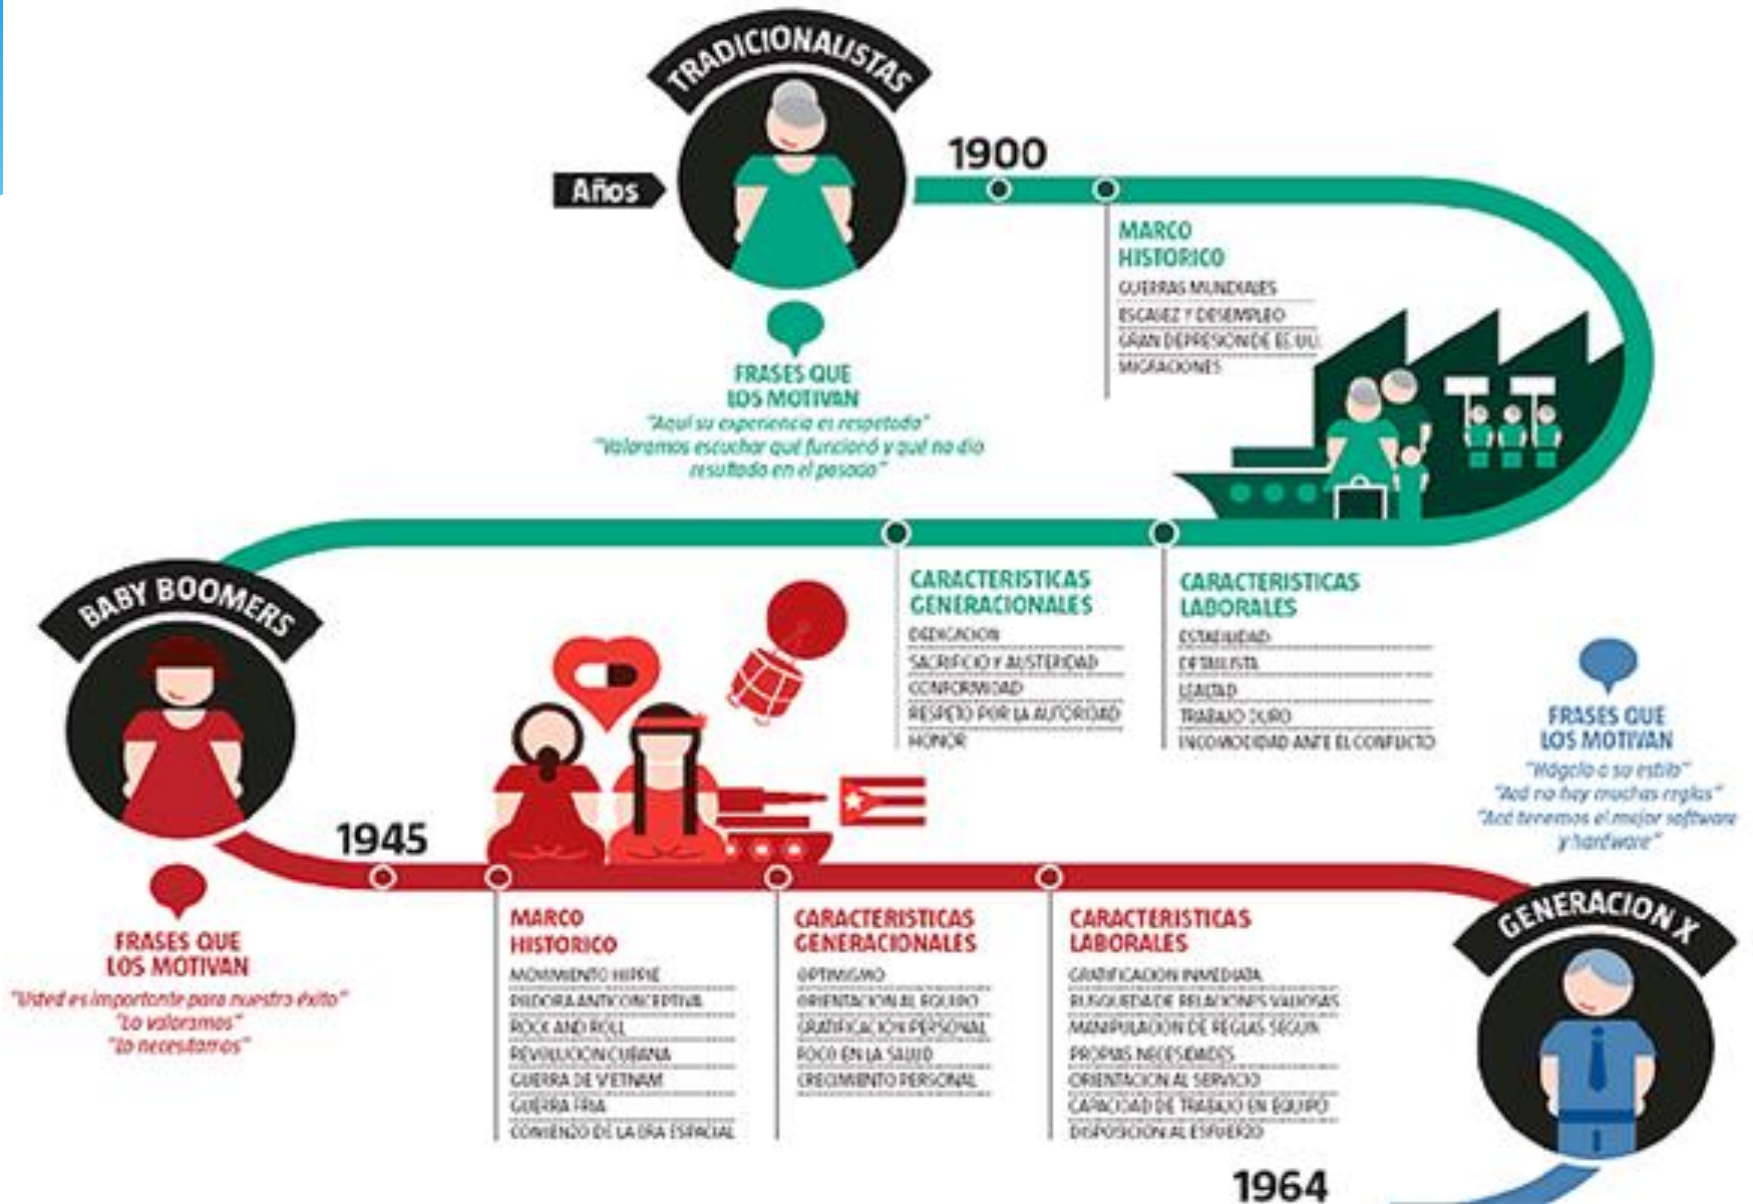 TRADICIONALISTAS
Años
1900
MARCO
HISTORICO
GUERRAS MUNDIALES
ESCASEZ Y DESEMPLEO
GRAN DEPRESION DE EE.UU.
MIGRACIONES
FRASES QUE
LOS MOTIVAN
"Aquí su experiencia es respetada"
"Valoramos escuchar qué funcionó y qué no dio
resultado en el pasado"
CARACTERISTICAS
GENERACIONALES
DEDICACION
SACRIFICIO Y AUSTERIDAD
CONFORMIDAD
RESPETO POR LA AUTORIDAD
HONOR
CARACTERISTICAS
LABORALES
ESTABILIDAD
DETALLISTA
LEALTAD
TRABAJO DURO
INCOMODIDAD ANTE EL CONFLICTO
BABY BOOMERS
1945
FRASES QUE
LOS MOTIVAN
"Usted es importante para nuestro éxito"
"Lo valoramos"
"Lo necesitamos"
MARCO
HISTORICO
MOVIMIENTO HIPPIE
PILDORA ANTICONCEPTIVA
ROCK AND ROLL
REVOLUCION CUBANA
GUERRA DE VIETNAM
GUERRA FRIA
COMIENZO DE LA ERA ESPACIAL
CARACTERISTICAS
GENERACIONALES
OPTIMISMO
ORIENTACION AL EQUIPO
GRATIFICACION PERSONAL
FOCO EN LA SALUD
CRECIMIENTO PERSONAL
CARACTERISTICAS
LABORALES
GRATIFICACION INMEDIATA
BUSQUEDA DE RELACIONES VALIOSAS
MANIPULACION DE REGLAS SEGUN
PROPIAS NECESIDADES
ORIENTACION AL SERVICIO
CAPACIDAD DE TRABAJO EN EQUIPO
DISPOSICION AL ESFUERZO
FRASES QUE
LOS MOTIVAN
"Hágalo a su estilo"
"Acá no hay muchas reglas"
"Acá tenemos el mejor software
y hardware"
GENERACION X
1964